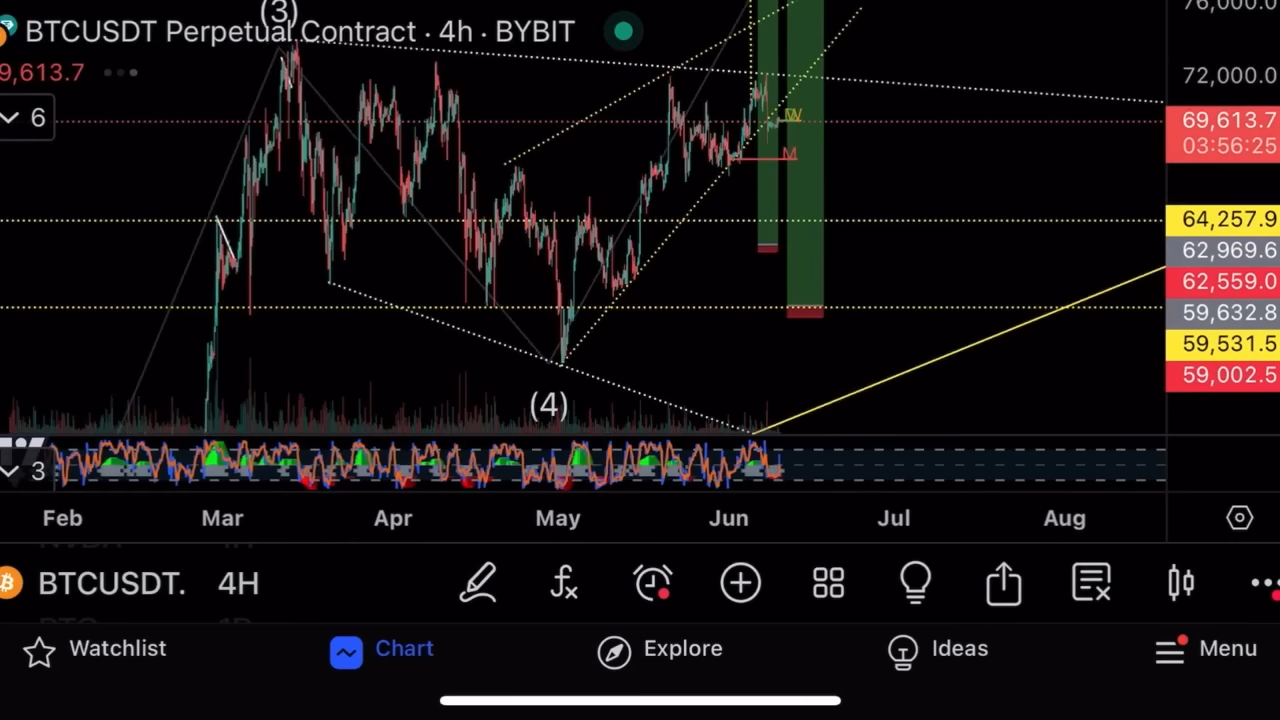 (3)
BTCUSDT Perpetual Contract · 4h · BYBIT
76,000.0
9,613.7
72,000.0
6
W
69,613.7
03:56:25
M
64,257.9
62,969.6
62,559.0
59,632.8
59,531.5
59,002.5
(4)
3
Feb Mar Apr May Jun Jul Aug
BTCUSDT. 4H
fx
Watchlist Chart Explore Ideas Menu